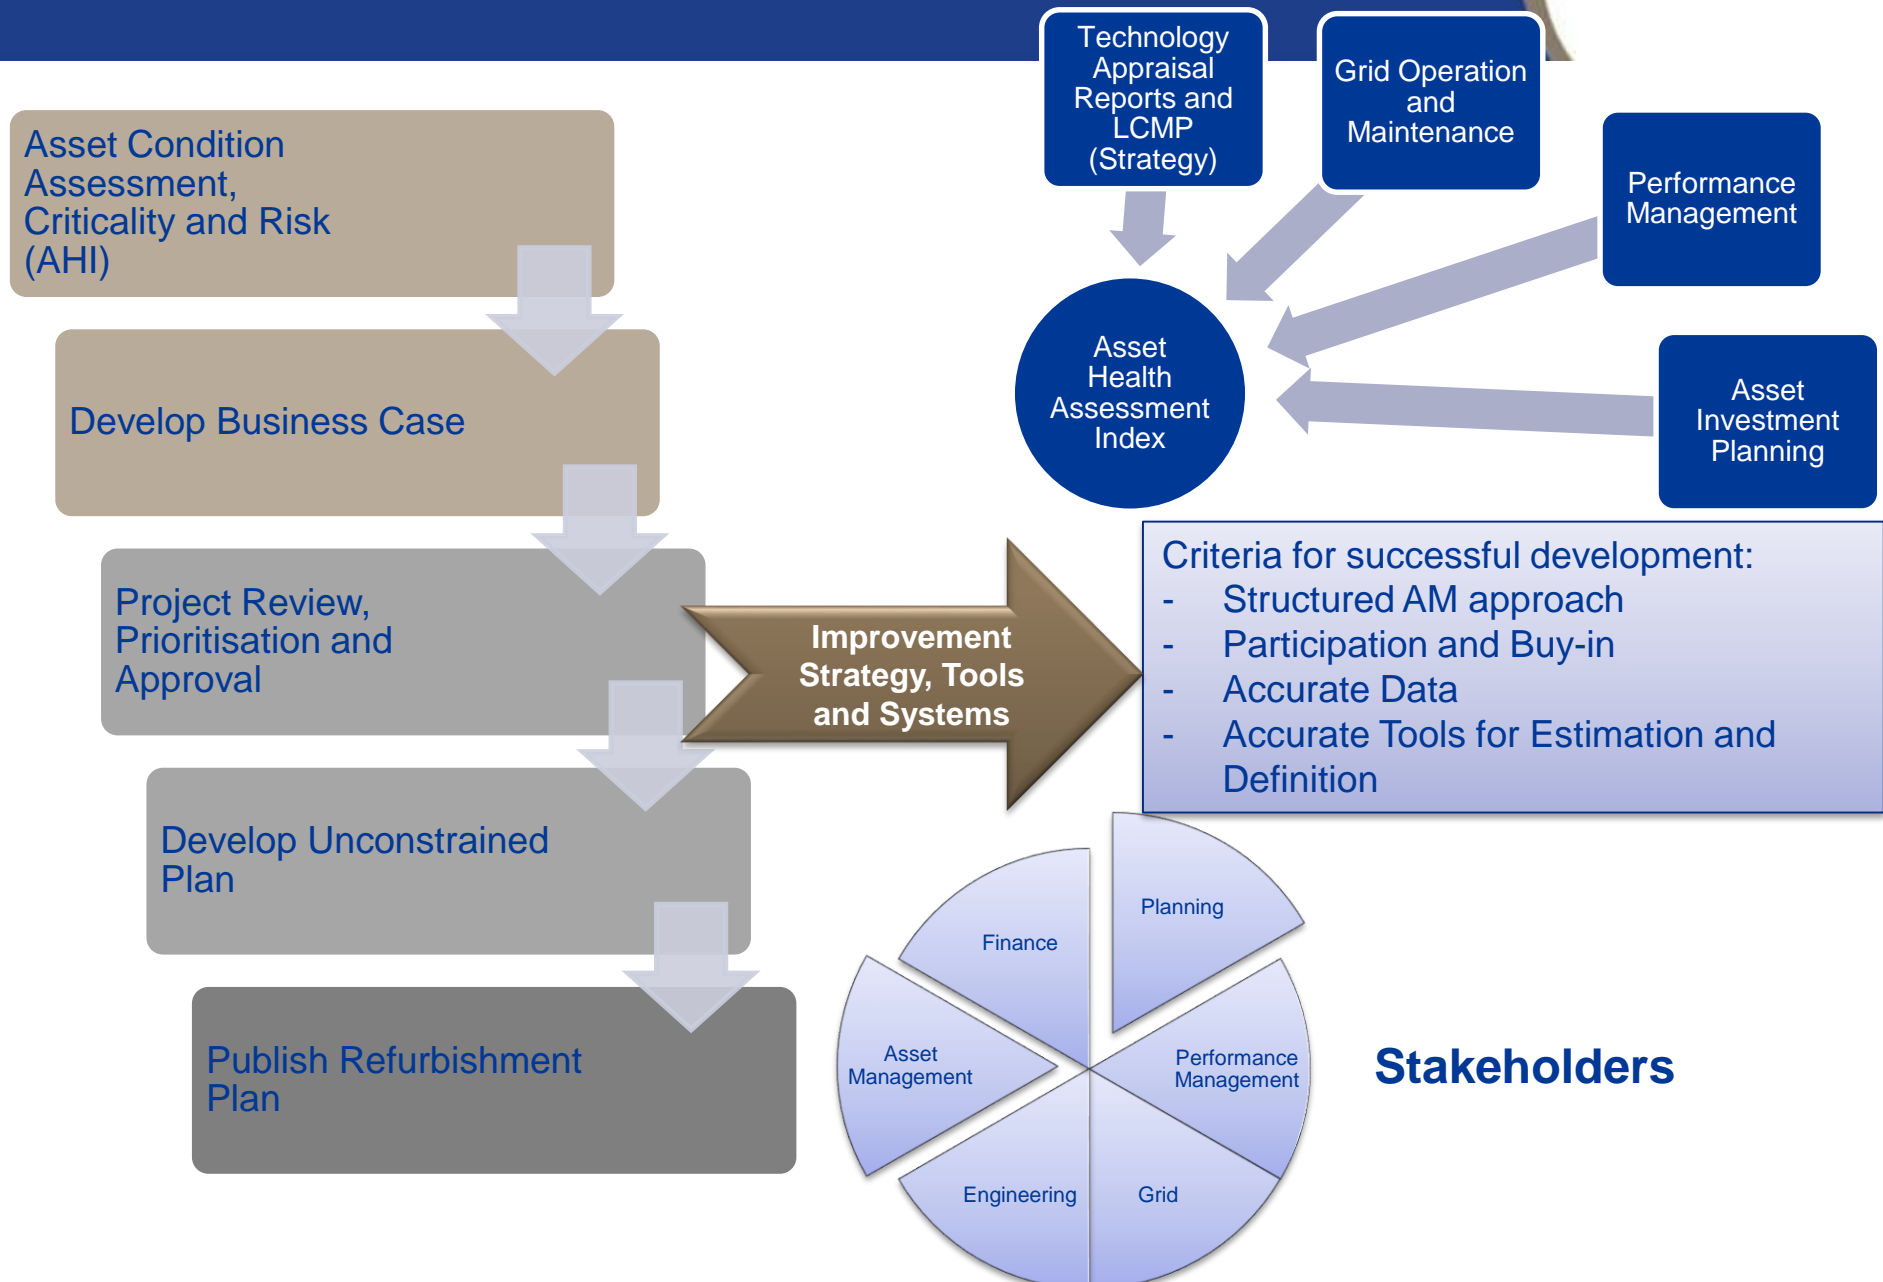 Asset Condition
Assessment,
Criticality and Risk
(AHI)
Develop Business Case
Project Review,
Prioritisation and
Approval
Develop Unconstrained
Plan
Publish Refurbishment
Plan
Technology
Appraisal
Reports and
LCMP
(Strategy)
Grid Operation
and
Maintenance
Performance
Management
Asset
Investment
Planning
Asset
Health
Assessment
Index
Improvement
Strategy, Tools
and Systems
Criteria for successful development:
- Structured AM approach
- Participation and Buy-in
- Accurate Data
- Accurate Tools for Estimation and
Definition
Planning
Finance
Asset
Management
Performance
Management
Engineering
Grid
Stakeholders